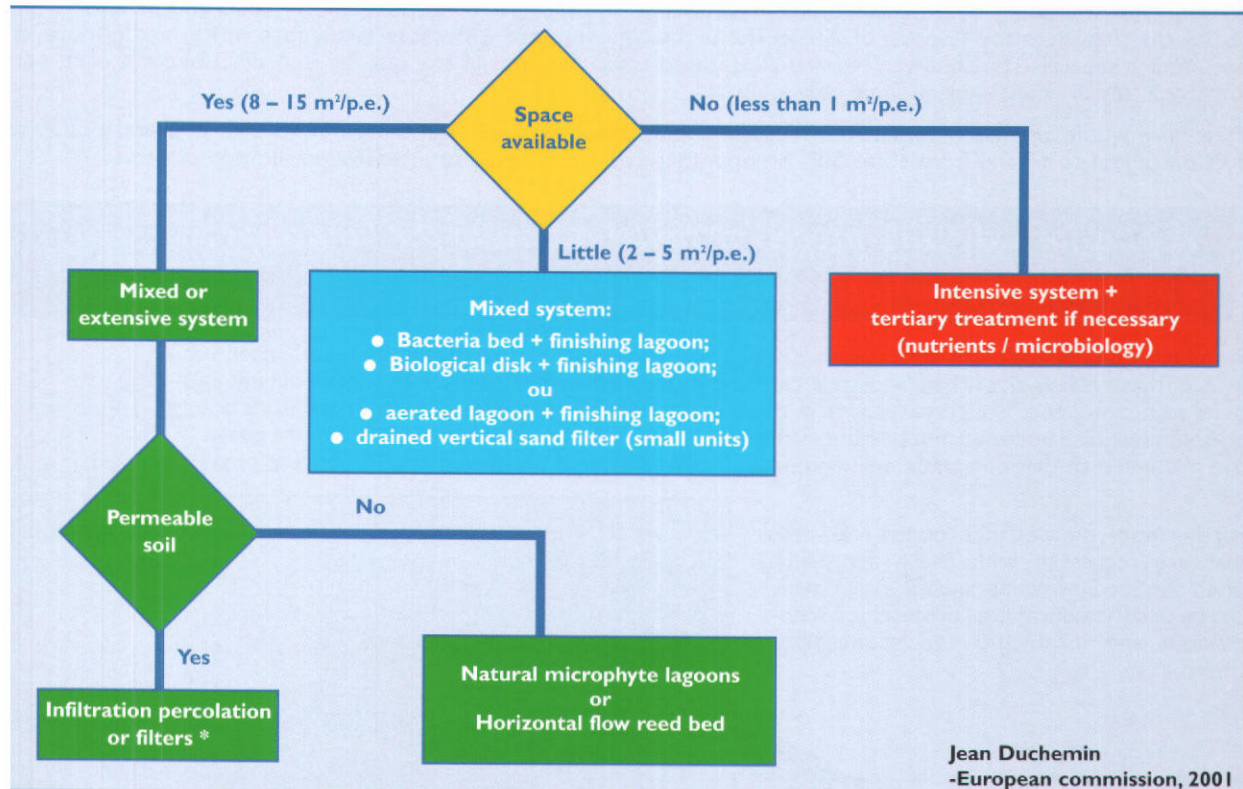 Yes (8 – 15 m²/p.e.)
Space
available
No (less than 1 m²/p.e.)
Little (2 – 5 m²/p.e.)
Mixed or
extensive system
Mixed system:
● Bacteria bed + finishing lagoon;
● Biological disk + finishing lagoon;
ou
● aerated lagoon + finishing lagoon;
● drained vertical sand filter (small units)
Intensive system +
tertiary treatment if necessary
(nutrients / microbiology)
Permeable
soil
No
Yes
Infiltration percolation
or filters *
Natural microphyte lagoons
or
Horizontal flow reed bed
Jean Duchemin
-European commission, 2001